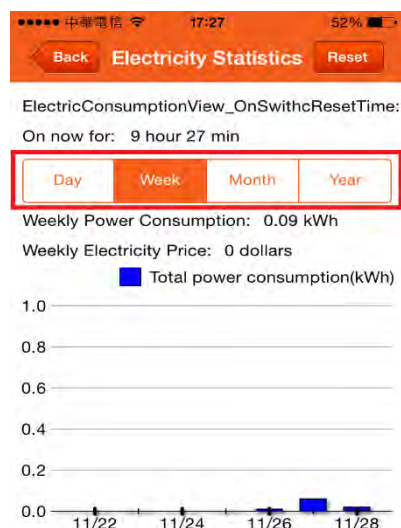 中華電信 17:27 52%
Back Electricity Statistics Reset
ElectricConsumptionView_OnSwithcResetTime:
On now for: 9 hour 27 min
Day Week Month Year
Weekly Power Consumption: 0.09 kWh
Weekly Electricity Price: 0 dollars
Total power consumption(kWh)
1.0
0.8
0.6
0.4
0.2
0.0
11/22 11/24 11/26 11/28